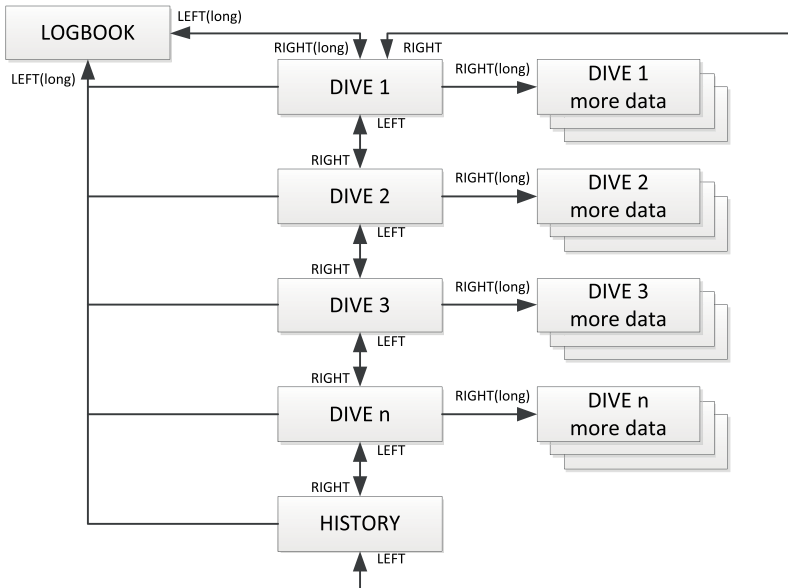 LOGBOOK
LEFT(long)
RIGHT(long)
RIGHT
LEFT(long)
DIVE 1
RIGHT(long)
DIVE 1
more data
LEFT
RIGHT
DIVE 2
RIGHT(long)
DIVE 2
more data
LEFT
RIGHT
DIVE 3
RIGHT(long)
DIVE 3
more data
LEFT
RIGHT
DIVE n
RIGHT(long)
DIVE n
more data
LEFT
RIGHT
HISTORY
LEFT